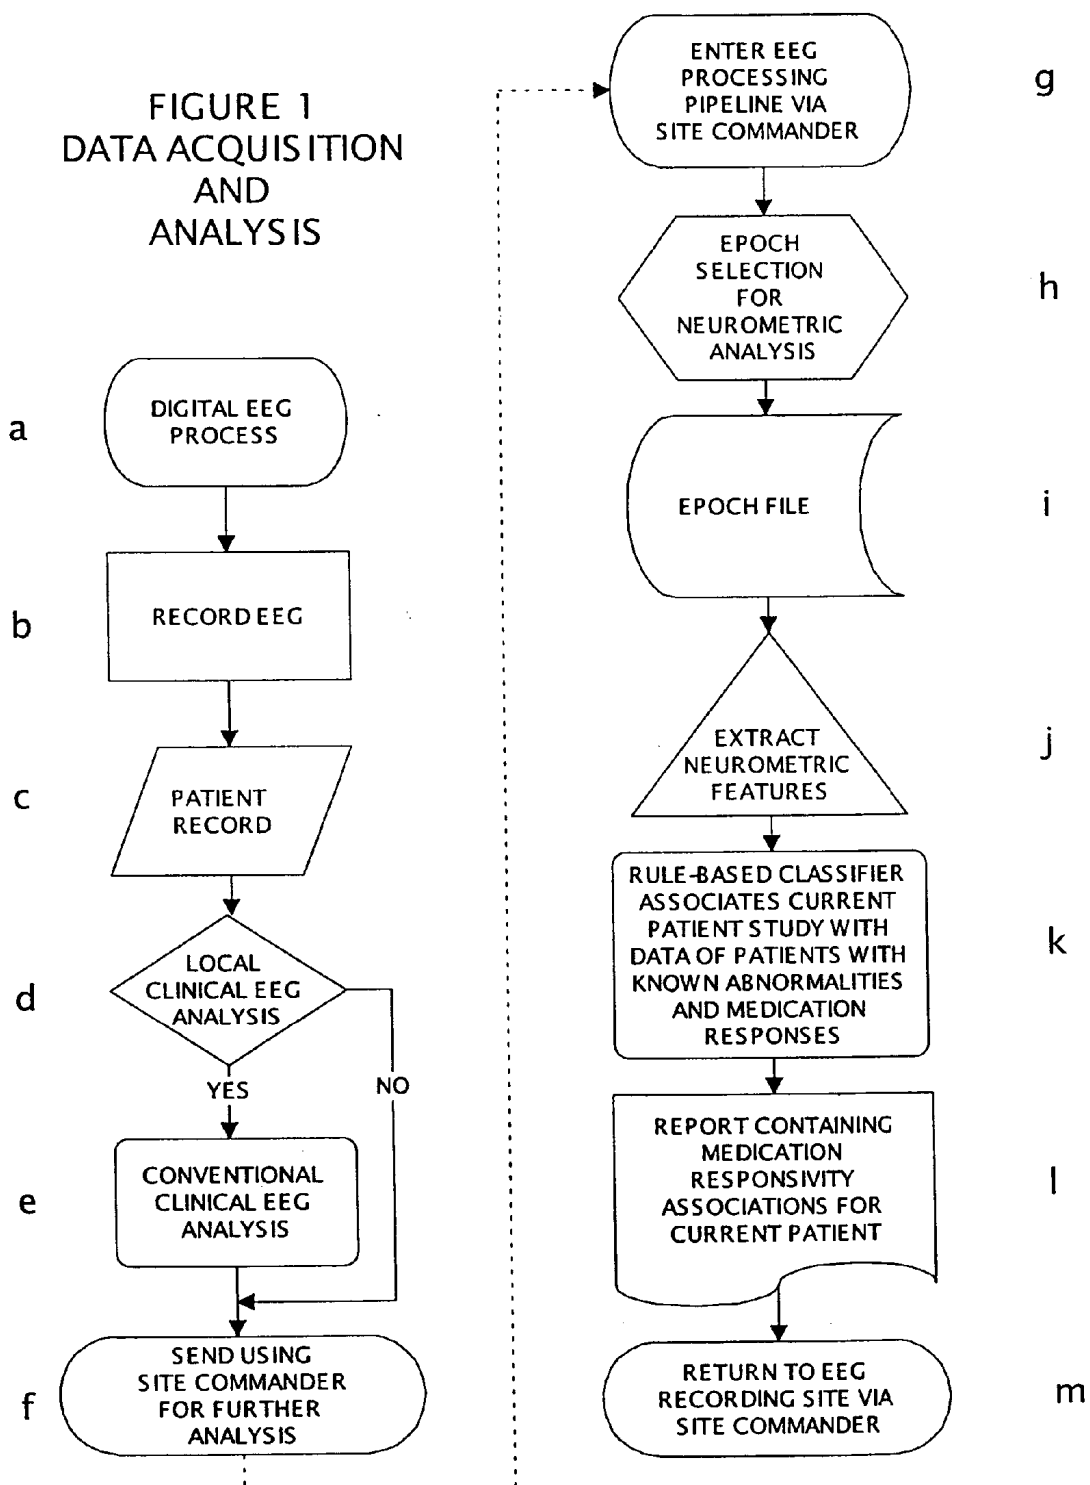 FIGURE 1
DATA ACQUISITION
AND
ANALYSIS
a
DIGITAL EEG
PROCESS
b
RECORD EEG
c
PATIENT
RECORD
d
LOCAL
CLINICAL EEG
ANALYSIS
YES
NO
e
CONVENTIONAL
CLINICAL EEG
ANALYSIS
f
SEND USING
SITE COMMANDER
FOR FURTHER
ANALYSIS
ENTER EEG
PROCESSING
PIPELINE VIA
SITE COMMANDER
g
EPOCH
SELECTION
FOR
NEUROMETRIC
ANALYSIS
h
EPOCH FILE
i
EXTRACT
NEUROMETRIC
FEATURES
j
RULE-BASED CLASSIFIER
ASSOCIATES CURRENT
PATIENT STUDY WITH
DATA OF PATIENTS WITH
KNOWN ABNORMALITIES
AND MEDICATION
RESPONSES
k
REPORT CONTAINING
MEDICATION
RESPONSIVITY
ASSOCIATIONS FOR
CURRENT PATIENT
l
RETURN TO EEG
RECORDING SITE VIA
SITE COMMANDER
m